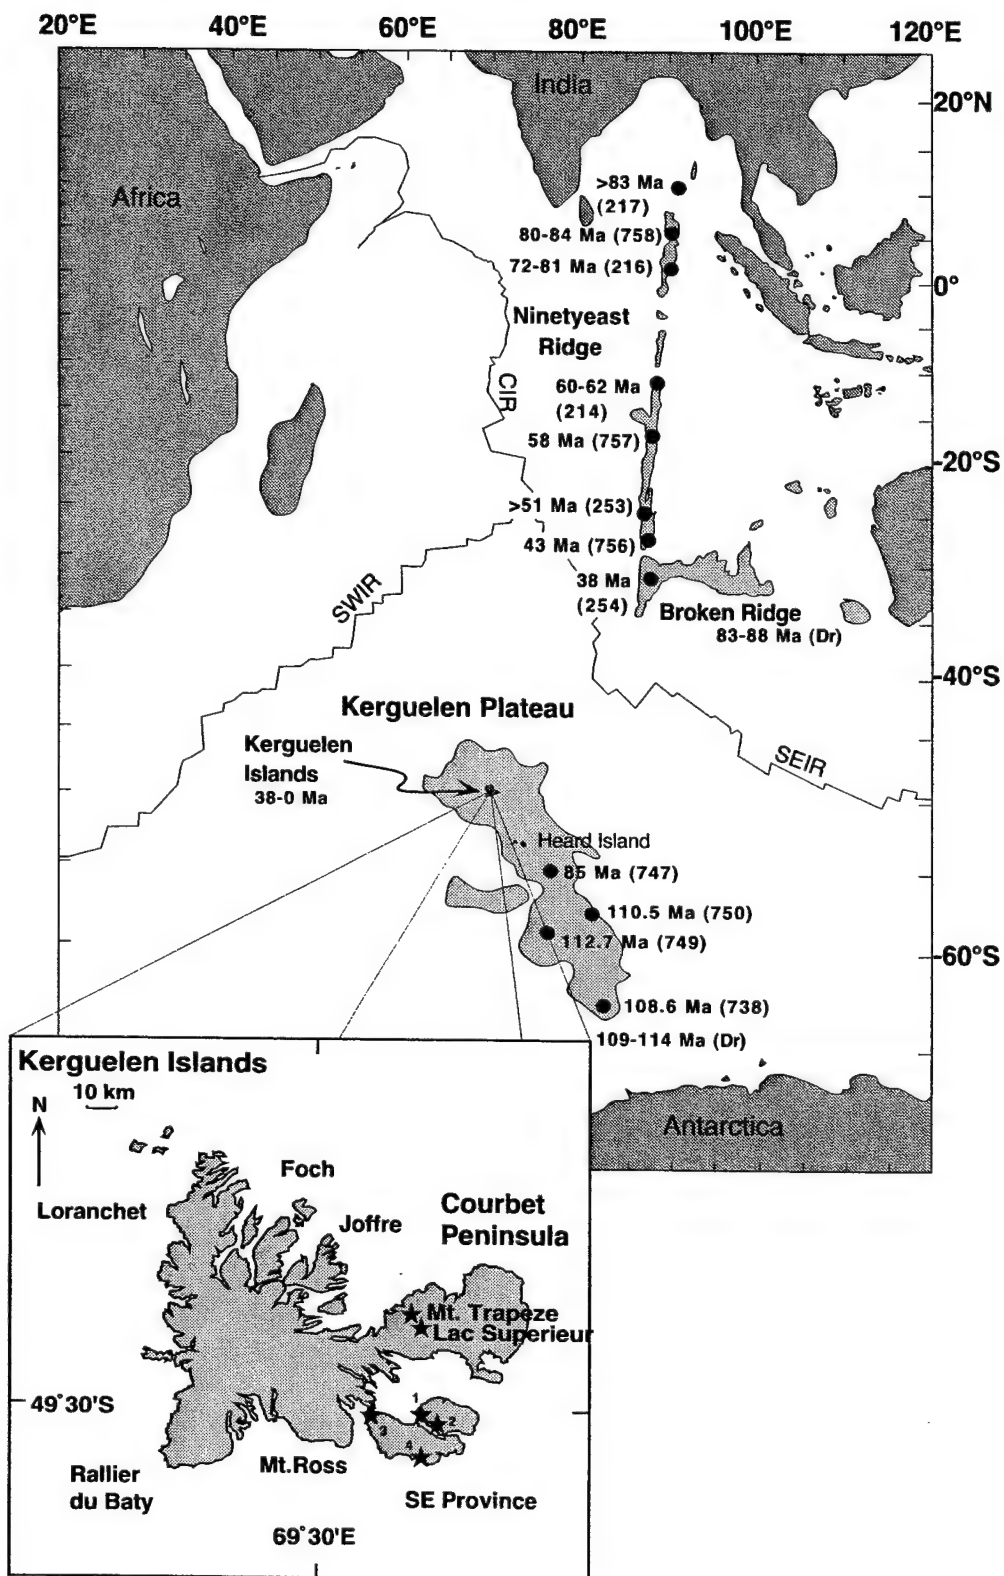 20°E 40°E 60°E 80°E 100°E 120°E
India
20°N
Africa
>83 Ma
(217)
80-84 Ma (758)
72-81 Ma (216)
0°
Ninetyeast
Ridge
CIR
60-62 Ma
(214)
58 Ma (757)
-20°S
>51 Ma (253)
43 Ma (756)
38 Ma
(254)
SWIR
Broken Ridge
83-88 Ma (Dr)
-40°S
Kerguelen Plateau
Kerguelen
Islands
38-0 Ma
SEIR
Heard Island
85 Ma (747)
110.5 Ma (750)
112.7 Ma (749)
-60°S
108.6 Ma (738)
109-114 Ma (Dr)
Antarctica
Kerguelen Islands
10 km
N
Foch
Loranchet
Joffre
Courbet
Peninsula
Mt. Trapeze
Lac Superieur
49°30'S
1
2
3
4
Mt.Ross
Rallier
du Baty
SE Province
69°30'E